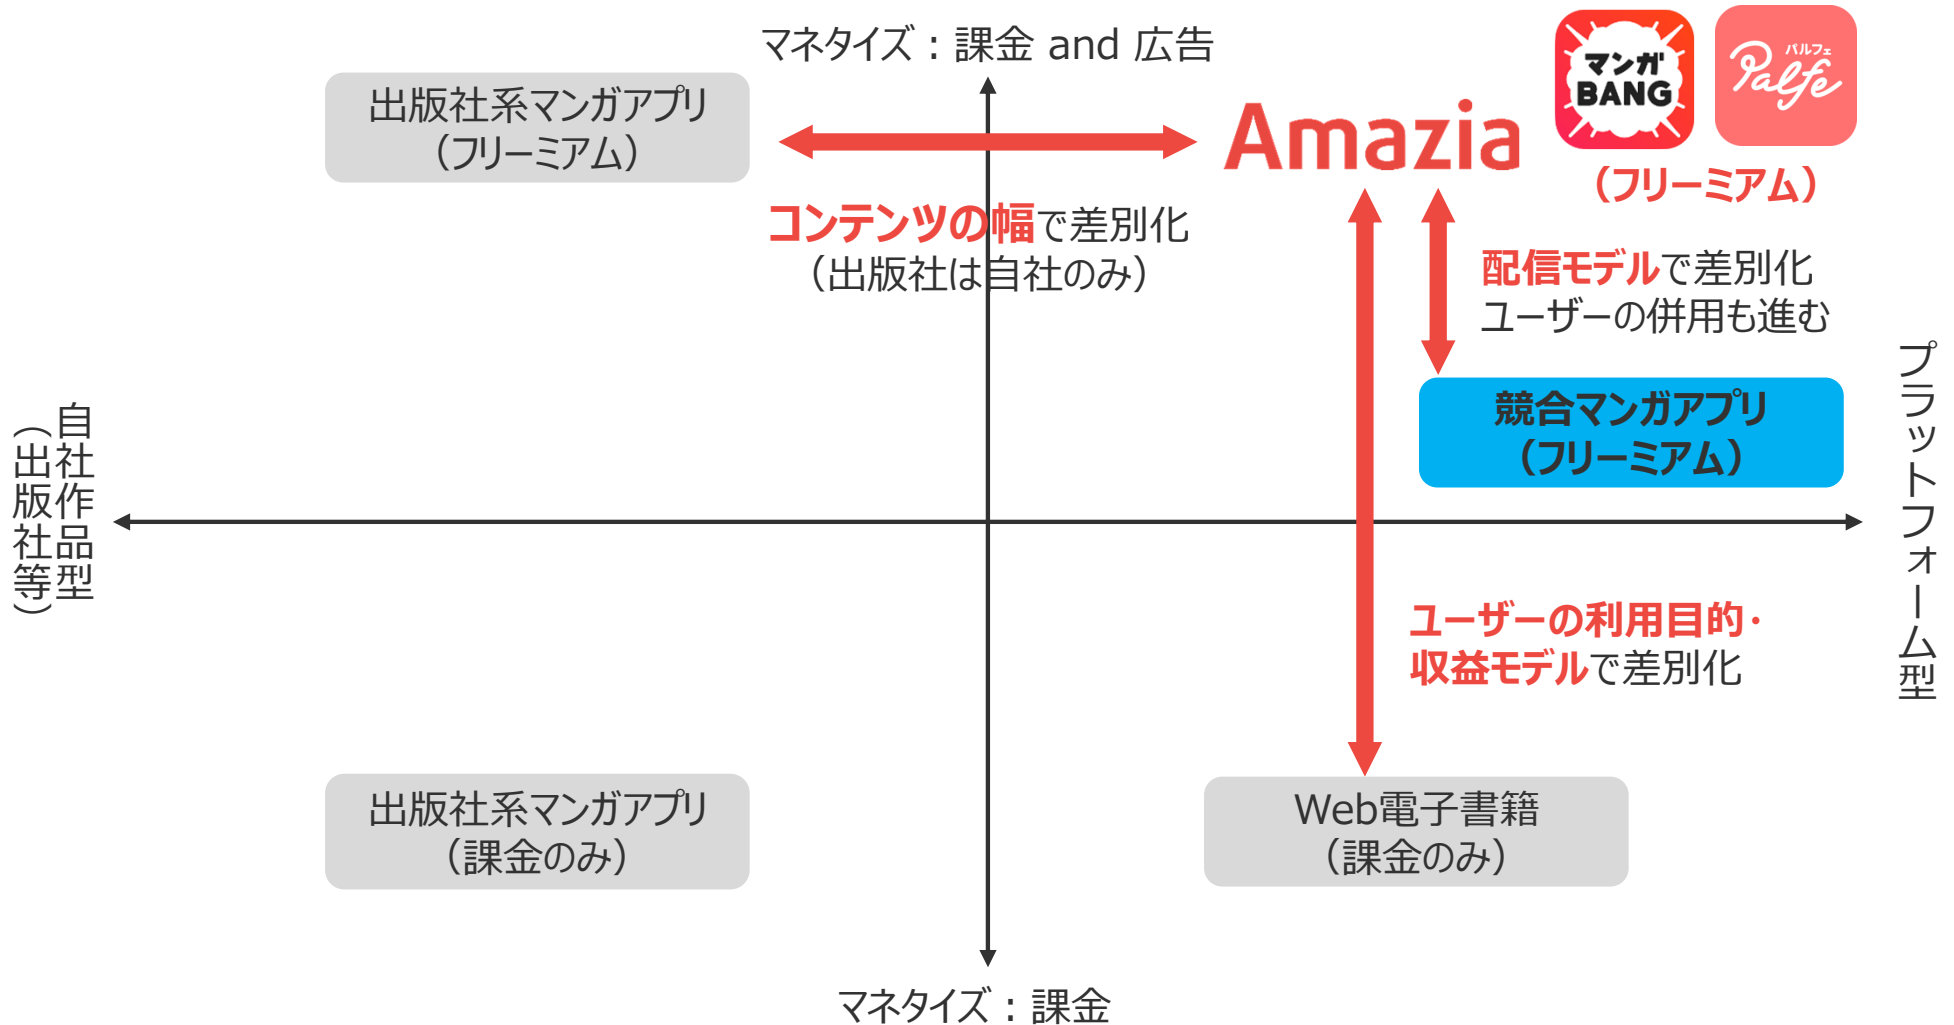 マネタイズ：課金 and 広告
出版社系マンガアプリ
（フリーミアム）
Amazia
マンガ
BANG
パルフェ
Palfe
（フリーミアム）
コンテンツの幅で差別化
（出版社は自社のみ）
配信モデルで差別化
ユーザーの併用も進む
競合マンガアプリ
（フリーミアム）
自社作品型
（出版社等）
プラットフォーム型
ユーザーの利用目的・
収益モデルで差別化
出版社系マンガアプリ
（課金のみ）
Web電子書籍
（課金のみ）
マネタイズ：課金